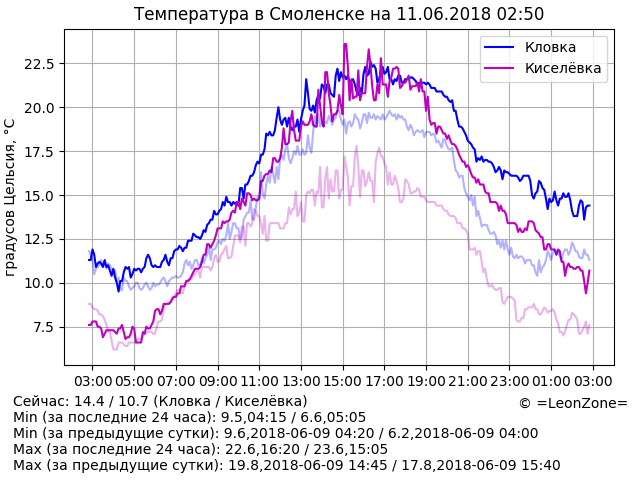 Температура в Смоленске на 11.06.2018 02:50
Кловка
Киселёвка
градусов Цельсия, °C
22.5
20.0
17.5
15.0
12.5
10.0
7.5
03:00 05:00 07:00 09:00 11:00 13:00 15:00 17:00 19:00 21:00 23:00 01:00 03:00
© =LeonZone=
Сейчас: 14.4 / 10.7 (Кловка / Киселёвка)
Min (за последние 24 часа): 9.5,04:15 / 6.6,05:05
Min (за предыдущие сутки): 9.6,2018-06-09 04:20 / 6.2,2018-06-09 04:00
Max (за последние 24 часа): 22.6,16:20 / 23.6,15:05
Max (за предыдущие сутки): 19.8,2018-06-09 14:45 / 17.8,2018-06-09 15:40